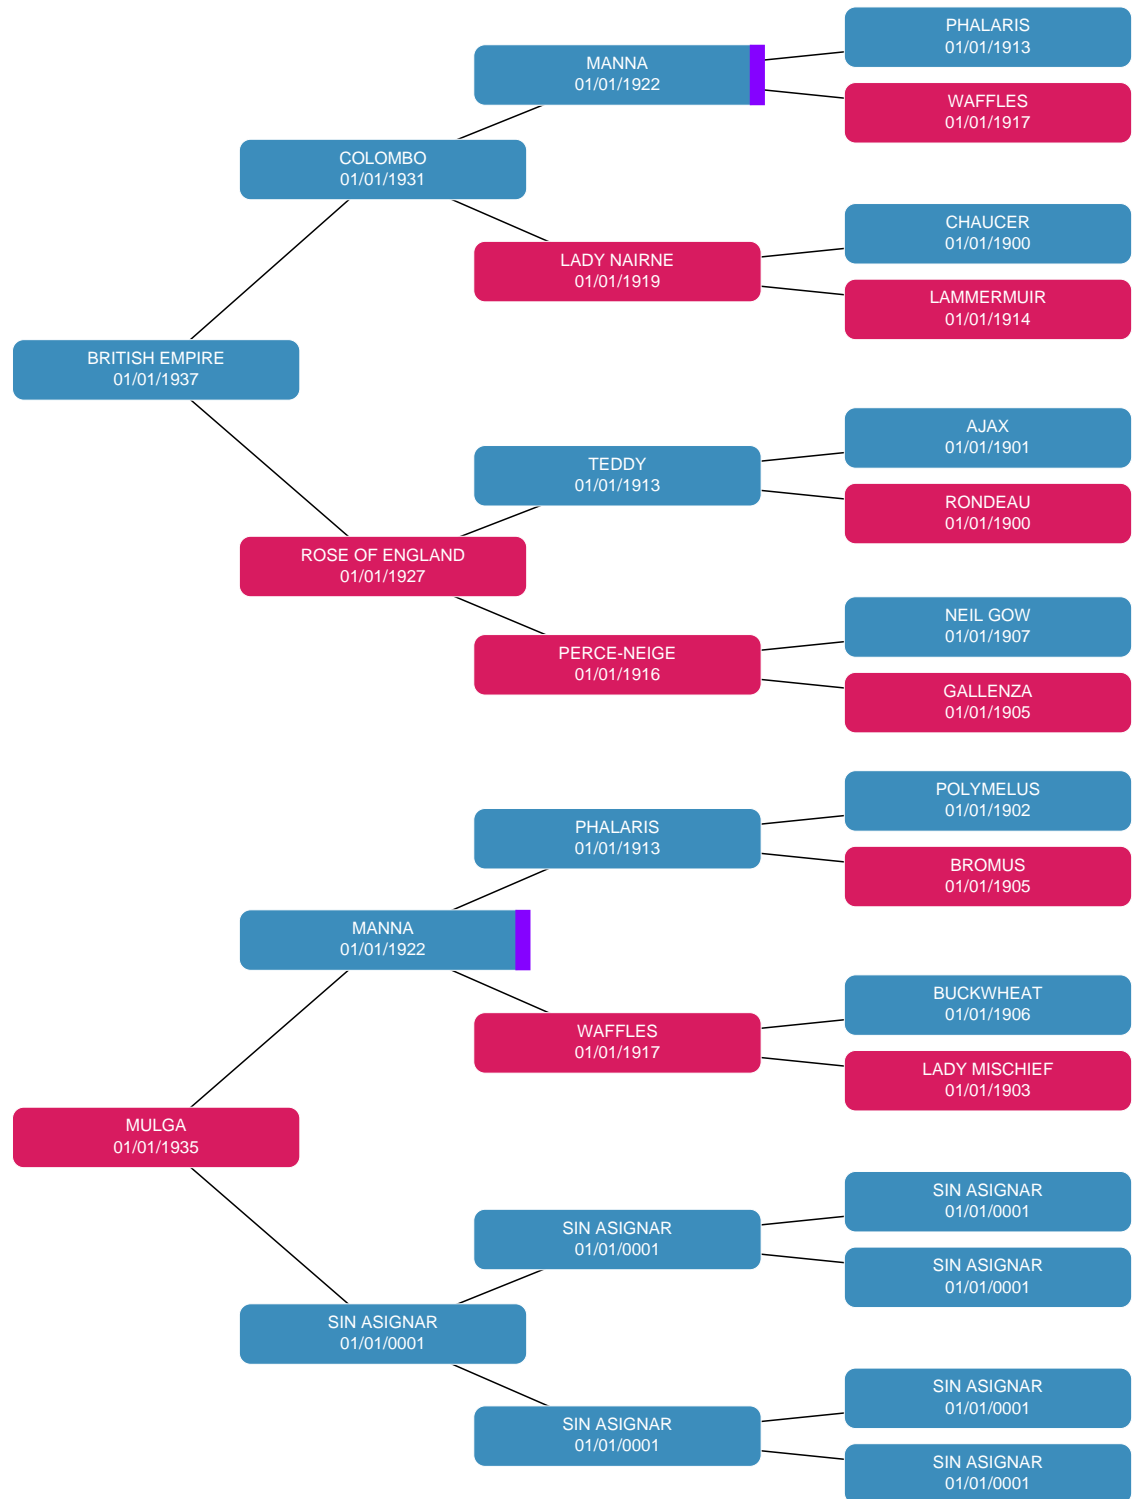 PHALARIS
01/01/1913
MANNA
01/01/1922
WAFFLES
01/01/1917
COLOMBO
01/01/1931
CHAUCER
01/01/1900
LADY NAIRNE
01/01/1919
LAMMERMUIR
01/01/1914
BRITISH EMPIRE
01/01/1937
AJAX
01/01/1901
TEDDY
01/01/1913
RONDEAU
01/01/1900
ROSE OF ENGLAND
01/01/1927
NEIL GOW
01/01/1907
PERCE-NEIGE
01/01/1916
GALLENZA
01/01/1905
POLYMELUS
01/01/1902
PHALARIS
01/01/1913
BROMUS
01/01/1905
MANNA
01/01/1922
BUCKWHEAT
01/01/1906
WAFFLES
01/01/1917
LADY MISCHIEF
01/01/1903
MULGA
01/01/1935
SIN ASIGNAR
01/01/0001
SIN ASIGNAR
01/01/0001
SIN ASIGNAR
01/01/0001
SIN ASIGNAR
01/01/0001
SIN ASIGNAR
01/01/0001
SIN ASIGNAR
01/01/0001
SIN ASIGNAR
01/01/0001